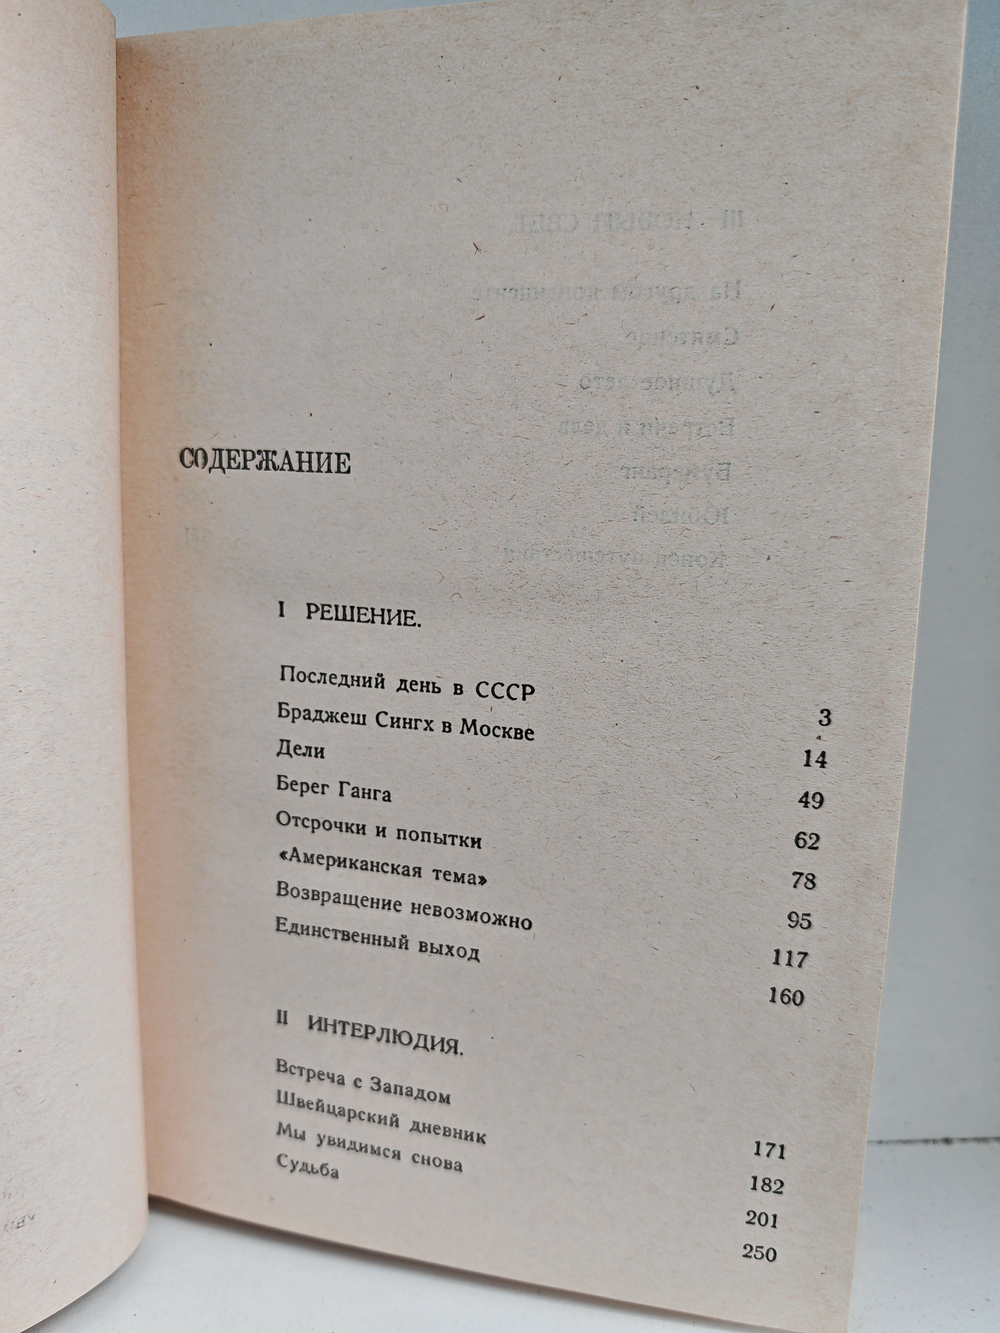 СОДЕРЖАНИЕ
I РЕШЕНИЕ.
Последний день в СССР 3
Браджеш Сингх в Москве 14
Дели 49
Берег Ганга 62
Отсрочки и попытки 78
«Американская тема» 95
Возвращение невозможно 117
Единственный выход 160
II ИНТЕРЛЮДИЯ.
Встреча с Западом 171
Швейцарский дневник 182
Мы увидимся снова 201
Судьба 250